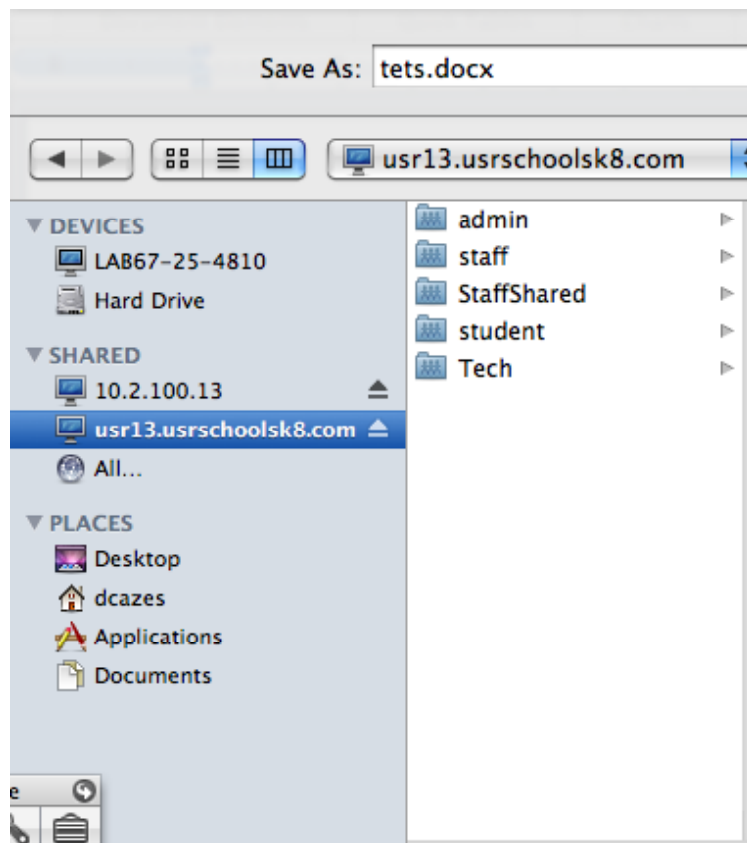 Save As: tets.docx
usr13.usrschoolsk8.com
DEVICES
LAB67-25-4810
Hard Drive
SHARED
10.2.100.13
usr13.usrschoolsk8.com
All...
PLACES
Desktop
dcazes
Applications
Documents
admin
staff
StaffShared
student
Tech
e